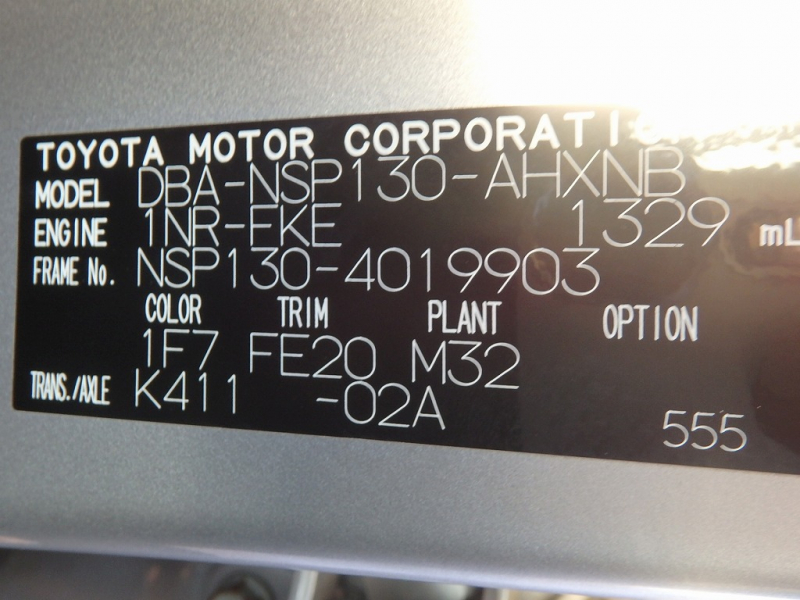 TOYOTA MOTOR CORPORATI
MODEL DBA-NSP130-AHXNB
ENGINE 1NR-FKE 1329 mL
FRAME No. NSP130-4019903
COLOR TRIM PLANT OPTION
1F7 FE20 M32
TRANS./AXLE K411 -02A
555